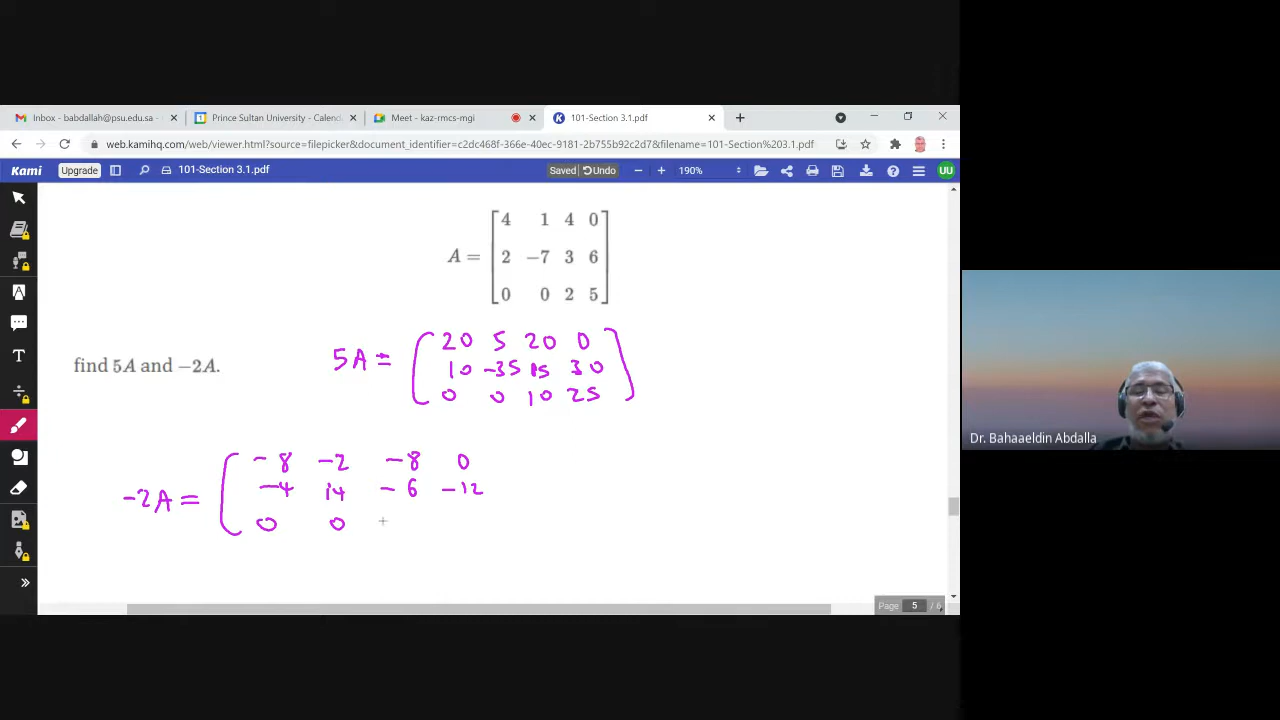 Inbox - babdallah@psu.edu.sa - Prince Sultan University - Calend Meet - kaz-rmcs-mgi 101-Section 3.1.pdf
web.kamihq.com/web/viewer.html?source=filepicker&document_identifier=c2dc468f-366e-40ec-9181-2b755b92c2d78&filename=101-Section%203.1.pdf
Kami Upgrade 101-Section 3.1.pdf Saved Undo 190% UU
4 1 4 0
A = 2 −7 3 6
0 0 2 5
20 5 20 0
5A = 10 -35 15 30
0 0 10 25
find 5A and −2A.
-8 -2 -8 0
-2A = -4 14 -6 -12
0 0
Dr. Bahaaeldin Abdalla
Page 5 / 6